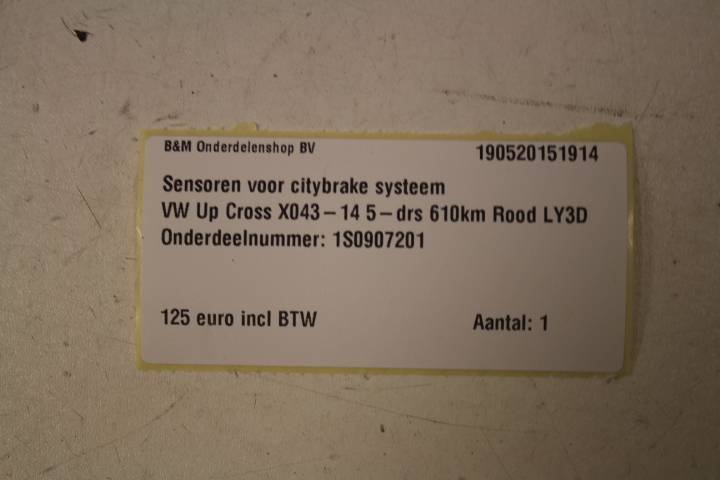 B&M Onderdelenshop BV 190520151914
Sensoren voor citybrake systeem
VW Up Cross X043-14 5-drs 610km Rood LY3D
Onderdeelnummer: 1S0907201
125 euro incl BTW Aantal: 1